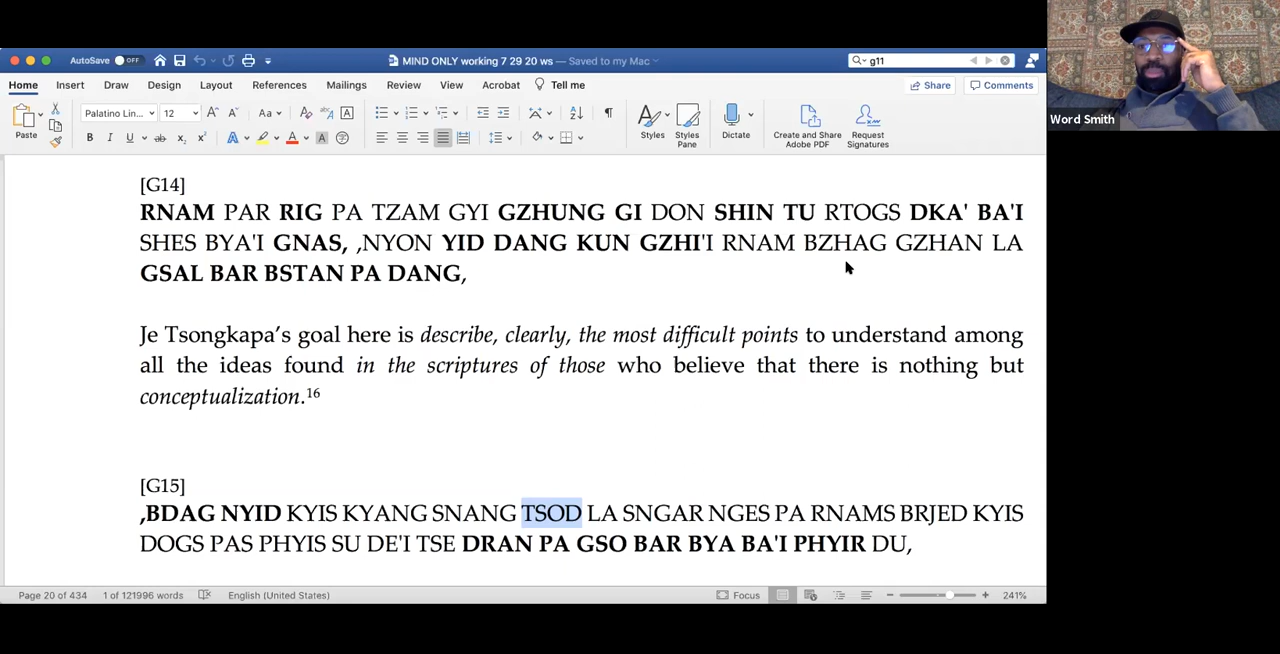 AutoSave OFF
MIND ONLY working 7 29 20 ws — Saved to my Mac
g11
Home Insert Draw Design Layout References Mailings Review View Acrobat Tell me
Share Comments
Paste
Palatino Lin... 12
Styles
Styles Pane
Dictate
Create and Share Adobe PDF
Request Signatures
Word Smith
[G14]
RNAM PAR RIG PA TZAM GYI GZHUNG GI DON SHIN TU RTOGS DKA' BA'I
SHES BYA'I GNAS, ,NYON YID DANG KUN GZHI'I RNAM BZHAG GZHAN LA
GSAL BAR BSTAN PA DANG,
Je Tsongkapa's goal here is describe, clearly, the most difficult points to understand among
all the ideas found in the scriptures of those who believe that there is nothing but
conceptualization.16
[G15]
,BDAG NYID KYIS KYANG SNANG TSOD LA SNGAR NGES PA RNAMS BRJED KYIS
DOGS PAS PHYIS SU DE'I TSE DRAN PA GSO BAR BYA BA'I PHYIR DU,
Page 20 of 434 1 of 121996 words English (United States) Focus 241%